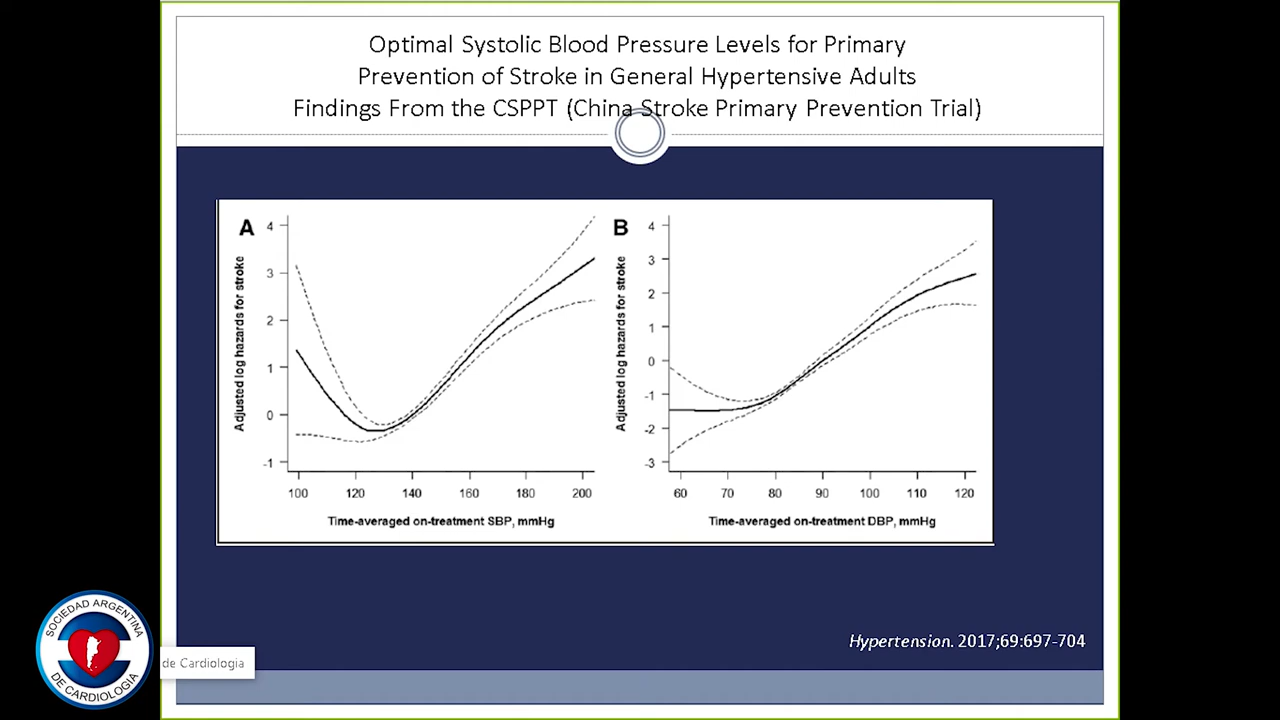 Optimal Systolic Blood Pressure Levels for Primary
Prevention of Stroke in General Hypertensive Adults
Findings From the CSPPT (China Stroke Primary Prevention Trial)
A
4
3
2
1
0
-1
Adjusted log hazards for stroke
100 120 140 160 180 200
Time-averaged on-treatment SBP, mmHg
B
4
3
2
1
0
-1
-2
-3
Adjusted log hazards for stroke
60 70 80 90 100 110 120
Time-averaged on-treatment DBP, mmHg
Hypertension. 2017;69:697-704
SOCIEDAD ARGENTINA
DE CARDIOLOGIA
de Cardiologia